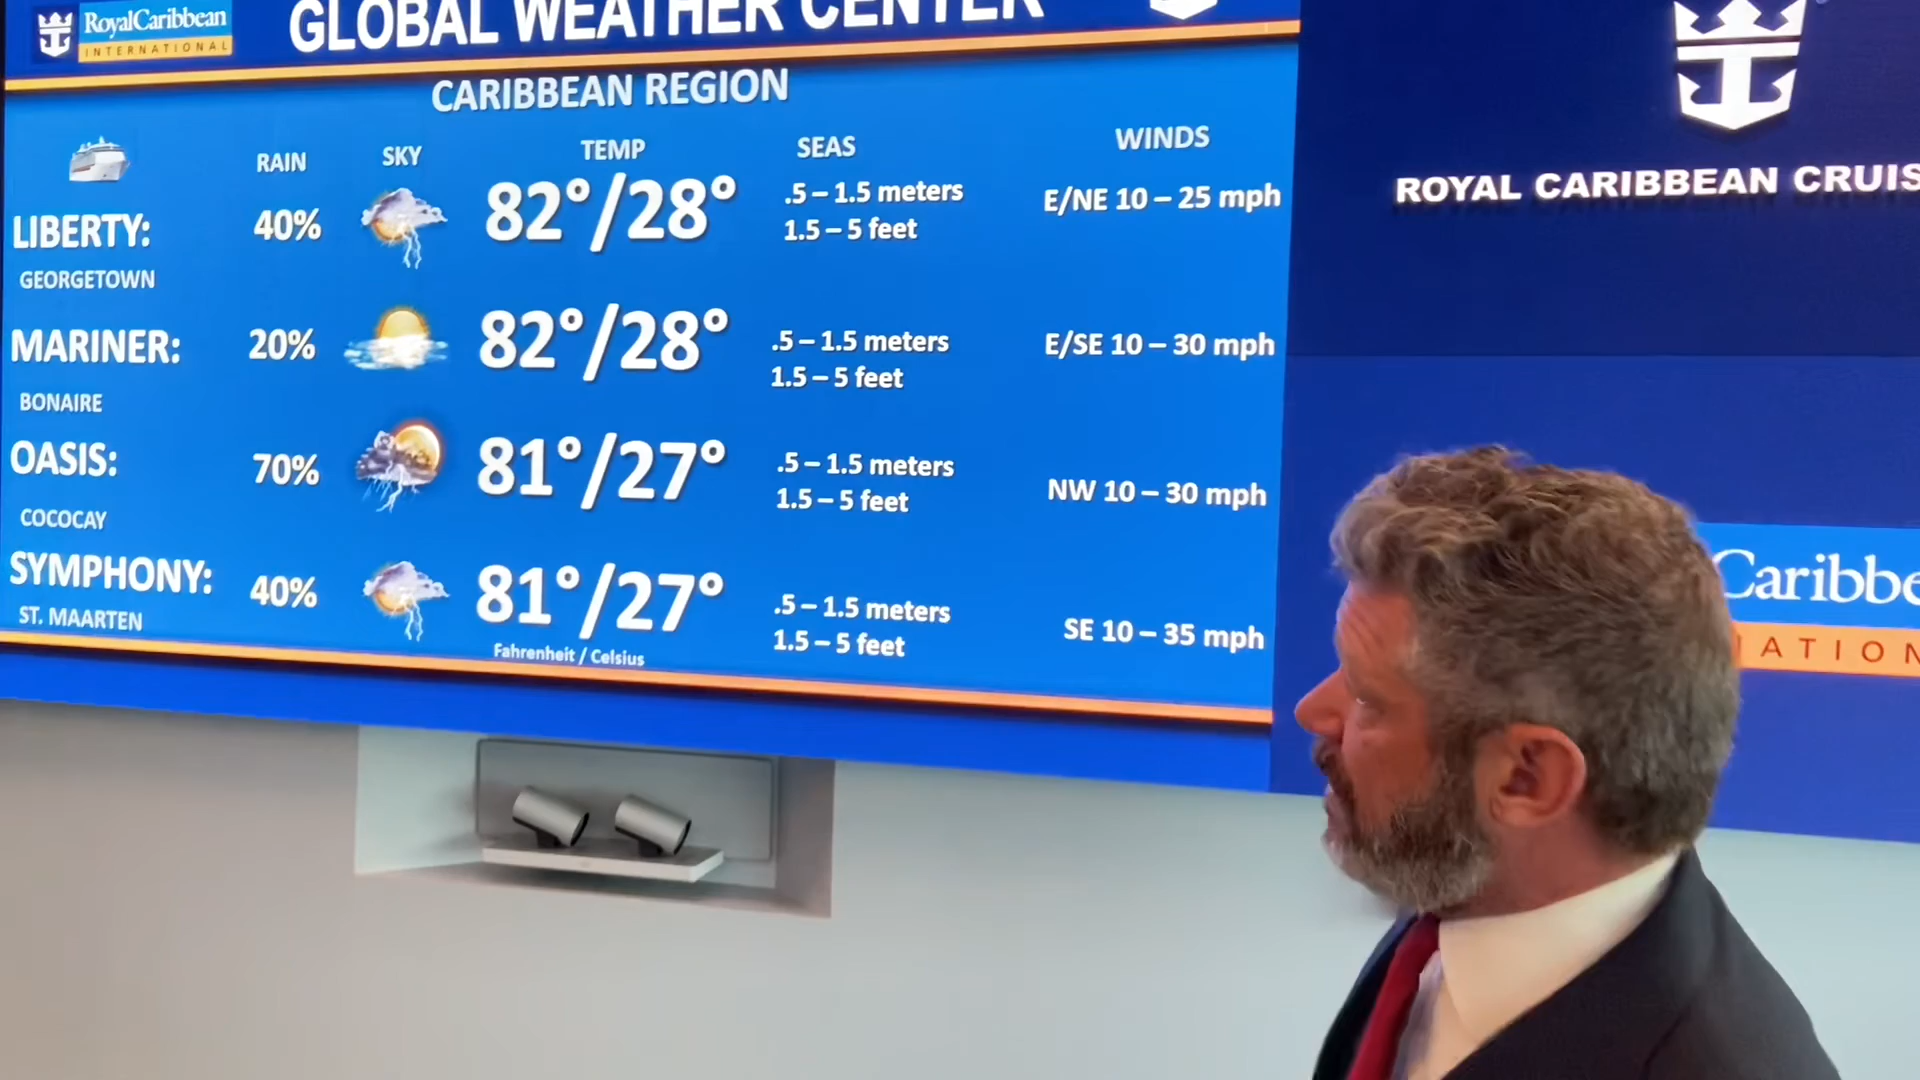 RoyalCaribbean
INTERNATIONAL
GLOBAL WEATHER CENTER
CARIBBEAN REGION
RAIN SKY TEMP SEAS WINDS
LIBERTY: 40% 82°/28° .5 – 1.5 meters E/NE 10 – 25 mph
1.5 – 5 feet
GEORGETOWN
MARINER: 20% 82°/28° .5 – 1.5 meters E/SE 10 – 30 mph
1.5 – 5 feet
BONAIRE
OASIS: 70% 81°/27° .5 – 1.5 meters NW 10 – 30 mph
1.5 – 5 feet
COCOCAY
SYMPHONY: 40% 81°/27° .5 – 1.5 meters SE 10 – 35 mph
1.5 – 5 feet
ST. MAARTEN
Fahrenheit / Celsius
ROYAL CARIBBEAN CRUIS
Caribbe
IATION